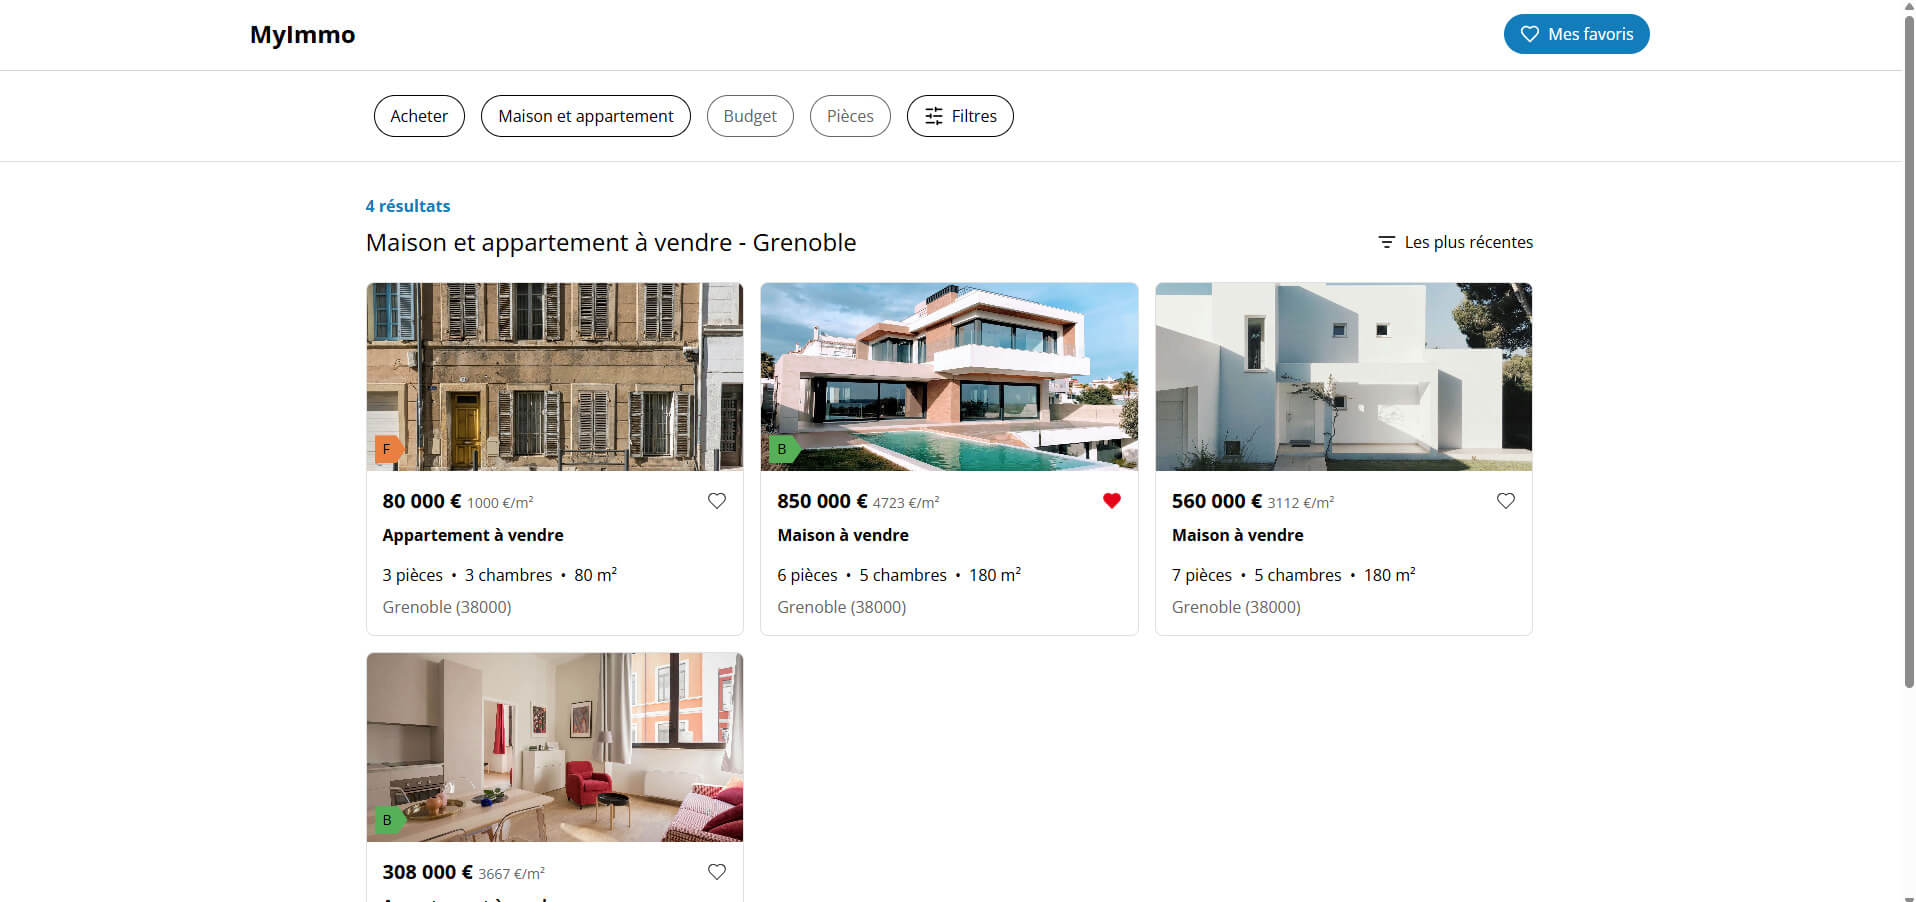 MyImmo
Mes favoris
Acheter
Maison et appartement
Budget
Pièces
Filtres
4 résultats
Maison et appartement à vendre - Grenoble
Les plus récentes
F
B
80 000 € 1000 €/m²
850 000 € 4723 €/m²
560 000 € 3112 €/m²
Appartement à vendre
Maison à vendre
Maison à vendre
3 pièces • 3 chambres • 80 m²
6 pièces • 5 chambres • 180 m²
7 pièces • 5 chambres • 180 m²
Grenoble (38000)
Grenoble (38000)
Grenoble (38000)
B
308 000 € 3667 €/m²